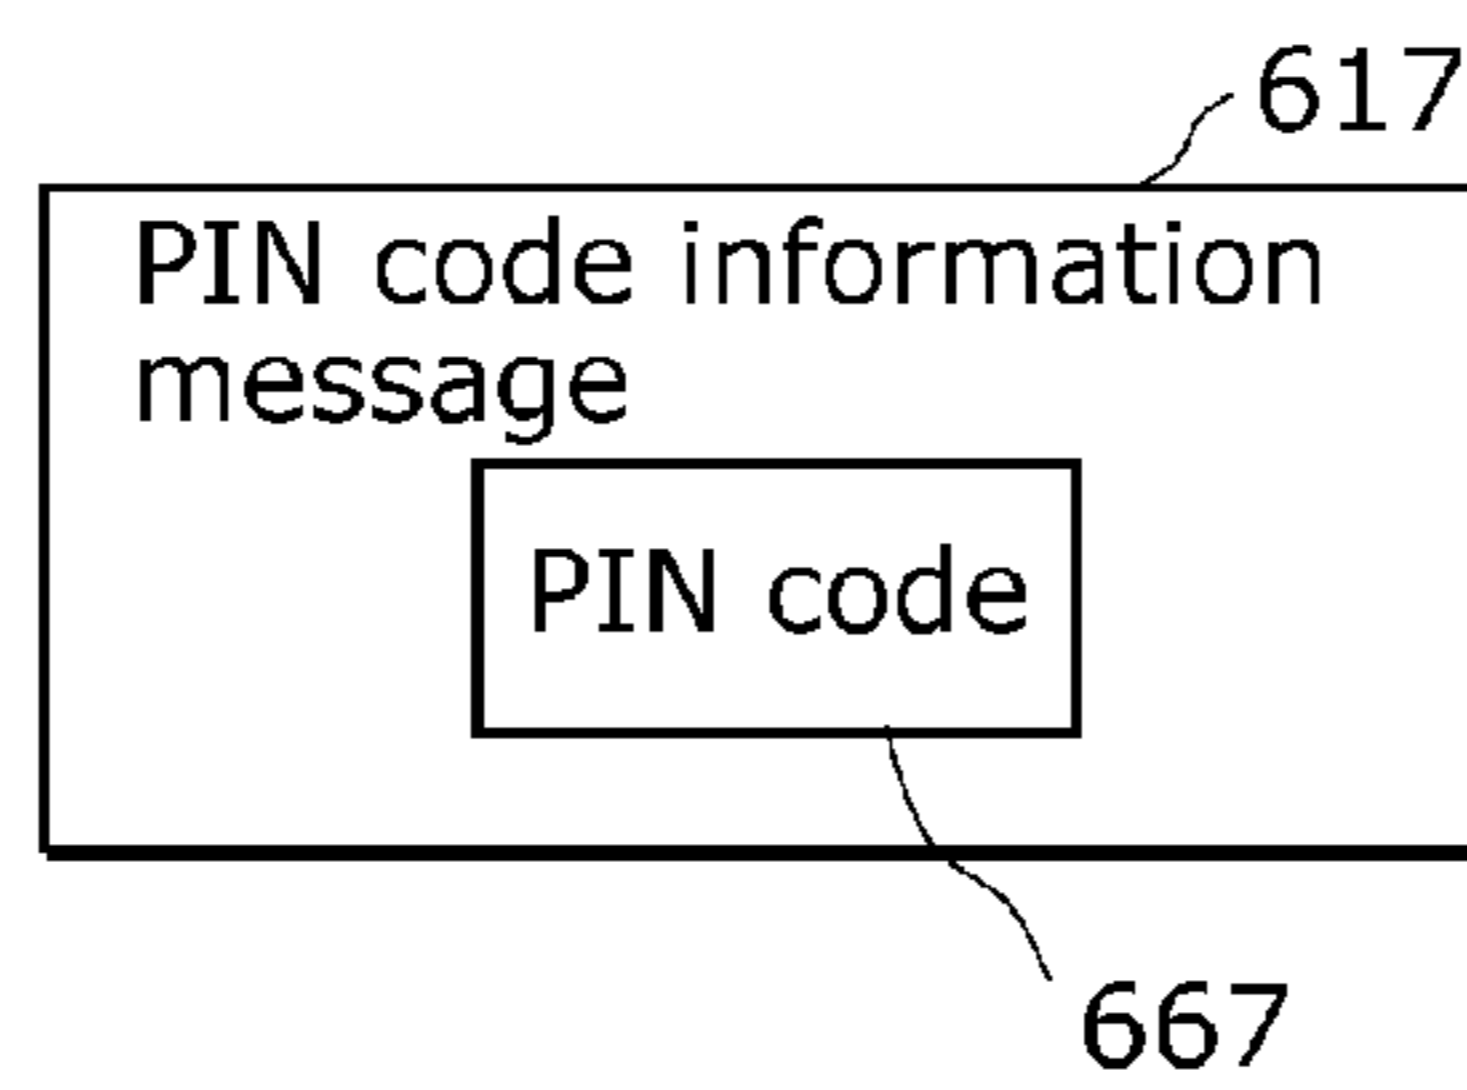 617
PIN code information
message
PIN code
667